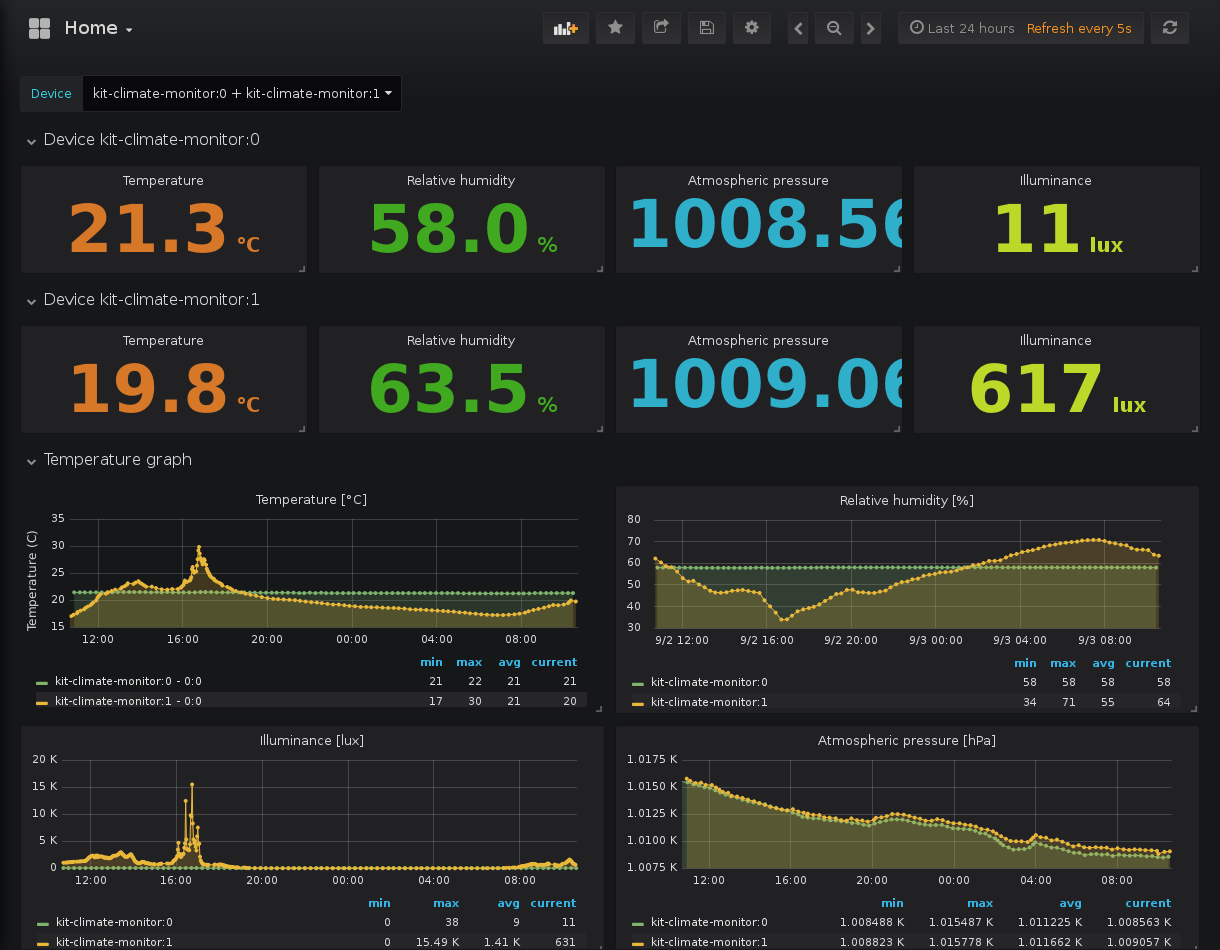 Home
Last 24 hours Refresh every 5s
Device kit-climate-monitor:0 + kit-climate-monitor:1
Device kit-climate-monitor:0
Temperature Relative humidity Atmospheric pressure Illuminance
21.3 °C 58.0 % 1008.56 11 lux
Device kit-climate-monitor:1
Temperature Relative humidity Atmospheric pressure Illuminance
19.8 °C 63.5 % 1009.06 617 lux
Temperature graph
Temperature [°C]
Temperature (C)
35
30
25
20
15
12:00 16:00 20:00 00:00 04:00 08:00
min max avg current
kit-climate-monitor:0 - 0:0 21 22 21 21
kit-climate-monitor:1 - 0:0 17 30 21 20
Relative humidity [%]
80
70
60
50
40
30
9/2 12:00 9/2 16:00 9/2 20:00 9/3 00:00 9/3 04:00 9/3 08:00
min max avg current
kit-climate-monitor:0 58 58 58 58
kit-climate-monitor:1 34 71 55 64
Illuminance [lux]
20 K
15 K
10 K
5 K
0
12:00 16:00 20:00 00:00 04:00 08:00
min max avg current
kit-climate-monitor:0 0 38 9 11
kit-climate-monitor:1 0 15.49 K 1.41 K 631
Atmospheric pressure [hPa]
1.0175 K
1.0150 K
1.0125 K
1.0100 K
1.0075 K
12:00 16:00 20:00 00:00 04:00 08:00
min max avg current
kit-climate-monitor:0 1.008488 K 1.015487 K 1.011225 K 1.008563 K
kit-climate-monitor:1 1.008823 K 1.015778 K 1.011662 K 1.009057 K